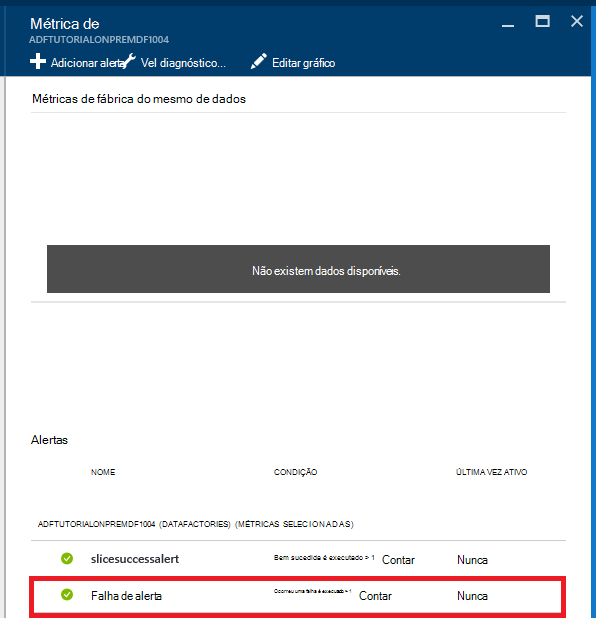 Métrica de
ADFTUTORIALONPREMDF1004
Adicionar alerta Vel diagnóstico... Editar gráfico
Métricas de fábrica do mesmo de dados
Não existem dados disponíveis.
Alertas
NOME CONDIÇÃO ÚLTIMA VEZ ATIVO
ADFTUTORIALONPREMDF1004 (DATAFACTORIES) (MÉTRICAS SELECIONADAS)
slicesuccessalert Bem sucedida é executado > 1 Contar Nunca
Falha de alerta Ocorreu uma falha é executado > 1 Contar Nunca